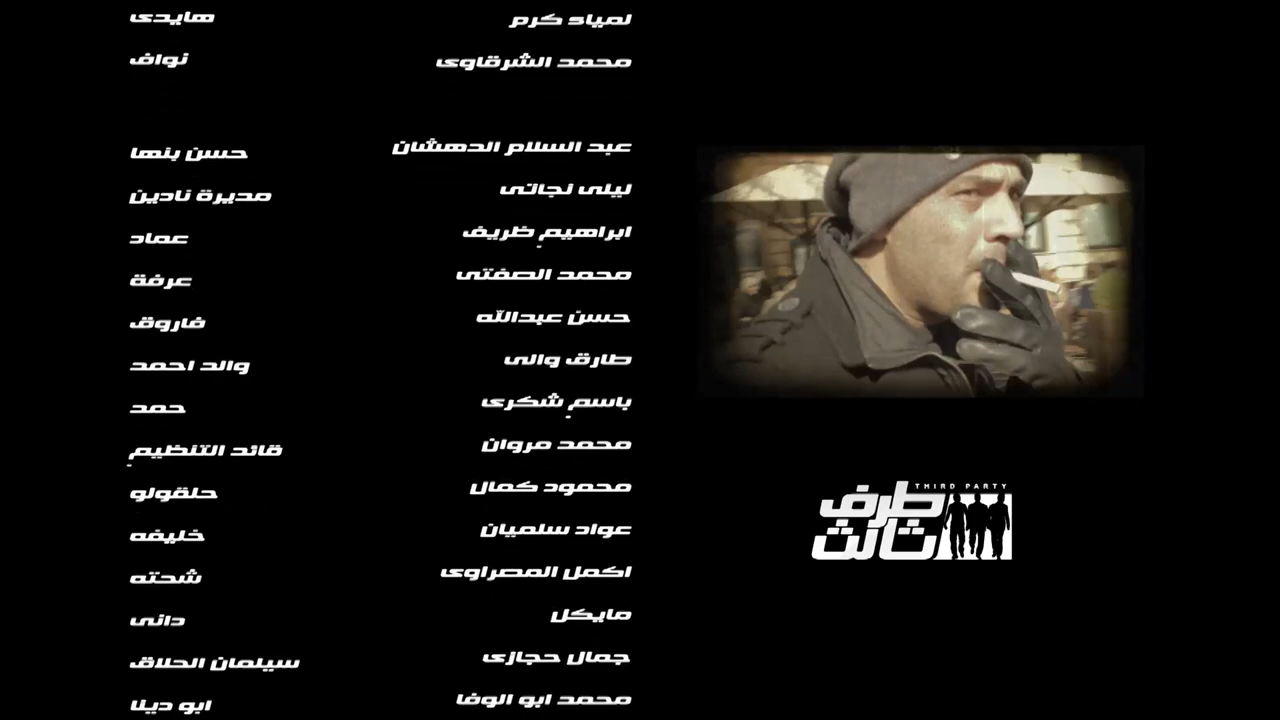 لمياد كرم هايدى
محمد الشرقاوى نواف
عبد السلام الدهشان حسن بنها
ليلى نجاتى مديرة نادين
ابراهيم ظريف عماد
محمد الصفتى عرفة
حسن عبدالله فاروق
طارق والى والد احمد
باسم شكرى حمد
محمد مروان قائد التنظيم
محمود كمال حلقولو
عواد سلميان خليفه
اكمل المصراوى شحته
مايكل دانى
جمال حجازى سيلمان الحلاق
محمد ابو الوفا ابو دينا
THIRD PARTY
طرف
ثالث